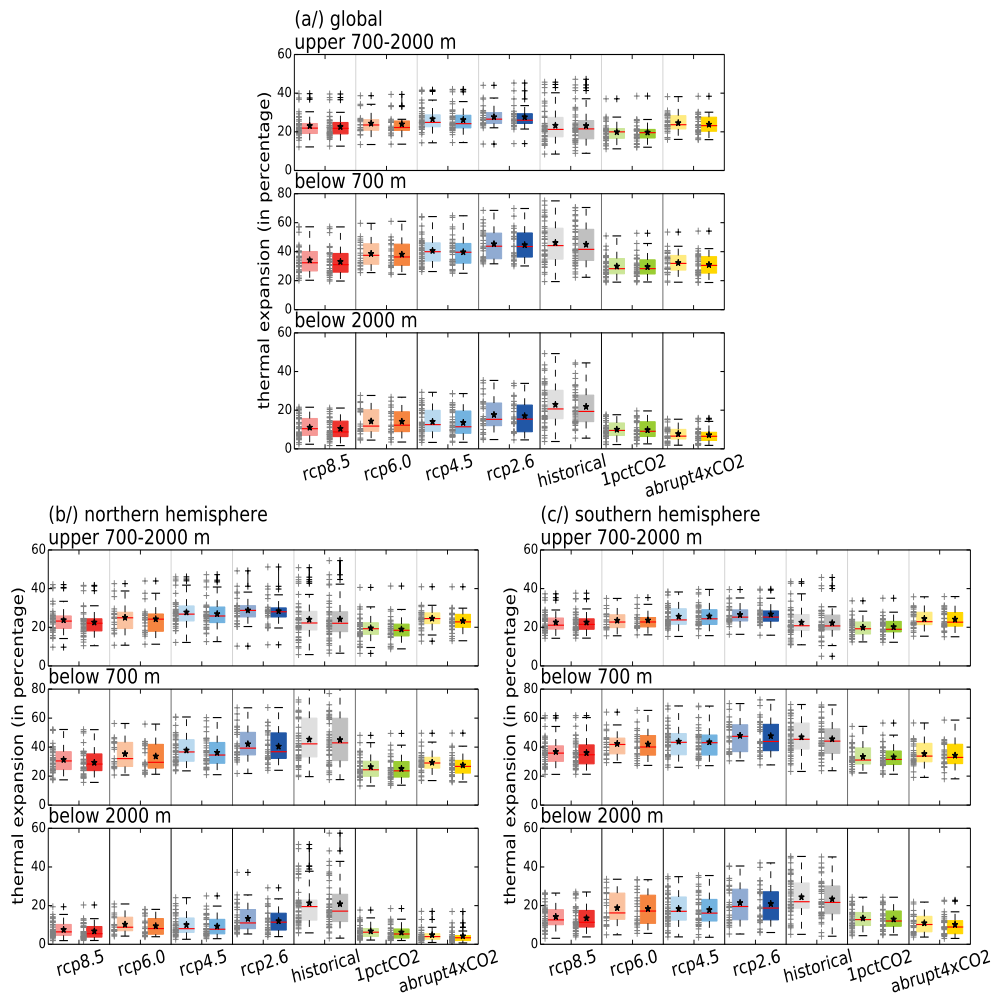 (a/) global
upper 700-2000 m
60
40
20
0
below 700 m
80
60
40
20
0
below 2000 m
60
40
20
0
thermal expansion (in percentage)
rcp8.5 rcp6.0 rcp4.5 rcp2.6 historical 1pctCO2 abrupt4xCO2
(b/) northern hemisphere
upper 700-2000 m
60
40
20
0
below 700 m
80
60
40
20
0
below 2000 m
60
40
20
0
thermal expansion (in percentage)
rcp8.5 rcp6.0 rcp4.5 rcp2.6 historical 1pctCO2 abrupt4xCO2
(c/) southern hemisphere
upper 700-2000 m
60
40
20
0
below 700 m
80
60
40
20
0
below 2000 m
60
40
20
0
thermal expansion (in percentage)
rcp8.5 rcp6.0 rcp4.5 rcp2.6 historical 1pctCO2 abrupt4xCO2